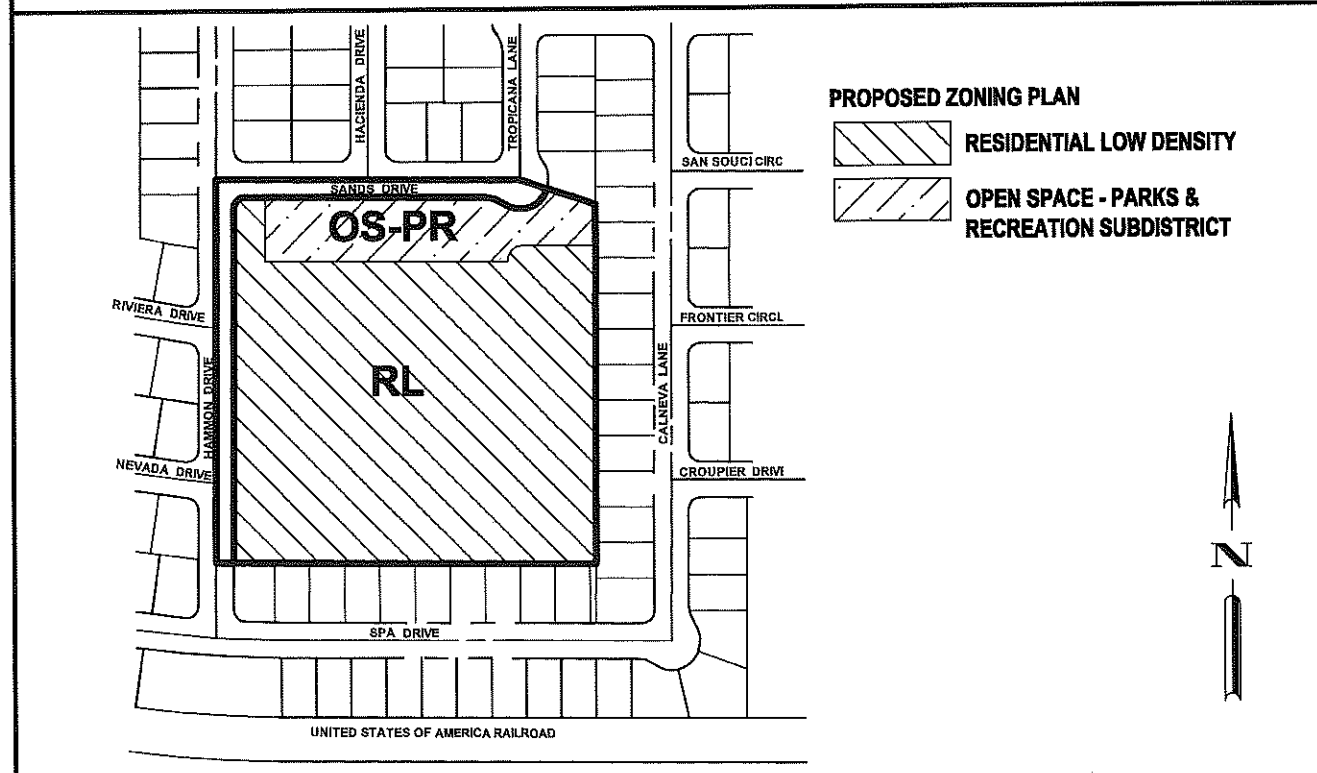 HACIENDA DRIVE
TROPICANA LANE
PROPOSED ZONING PLAN
RESIDENTIAL LOW DENSITY
SAN SOUCI CIRC
SANDS DRIVE
OPEN SPACE - PARKS &
RECREATION SUBDISTRICT
OS-PR
RIVIERA DRIVE
FRONTIER CIRCL
HAMMON DRIVE
RL
CALNEVA LANE
NEVADA DRIVE
CROUPIER DRIVE
N
SPA DRIVE
UNITED STATES OF AMERICA RAILROAD